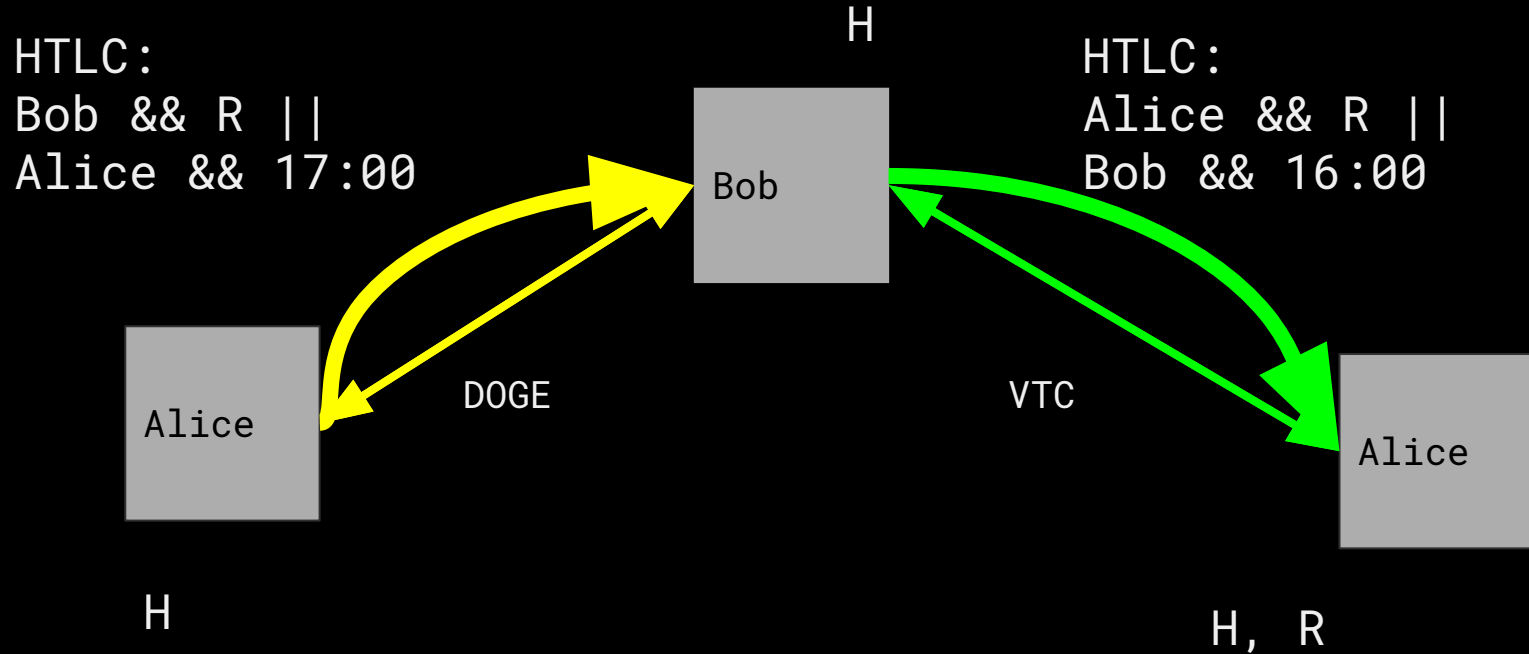 H
HTLC:
Bob && R ||
Alice && 17:00
HTLC:
Alice && R ||
Bob && 16:00
Bob
DOGE
VTC
Alice
Alice
H
H, R